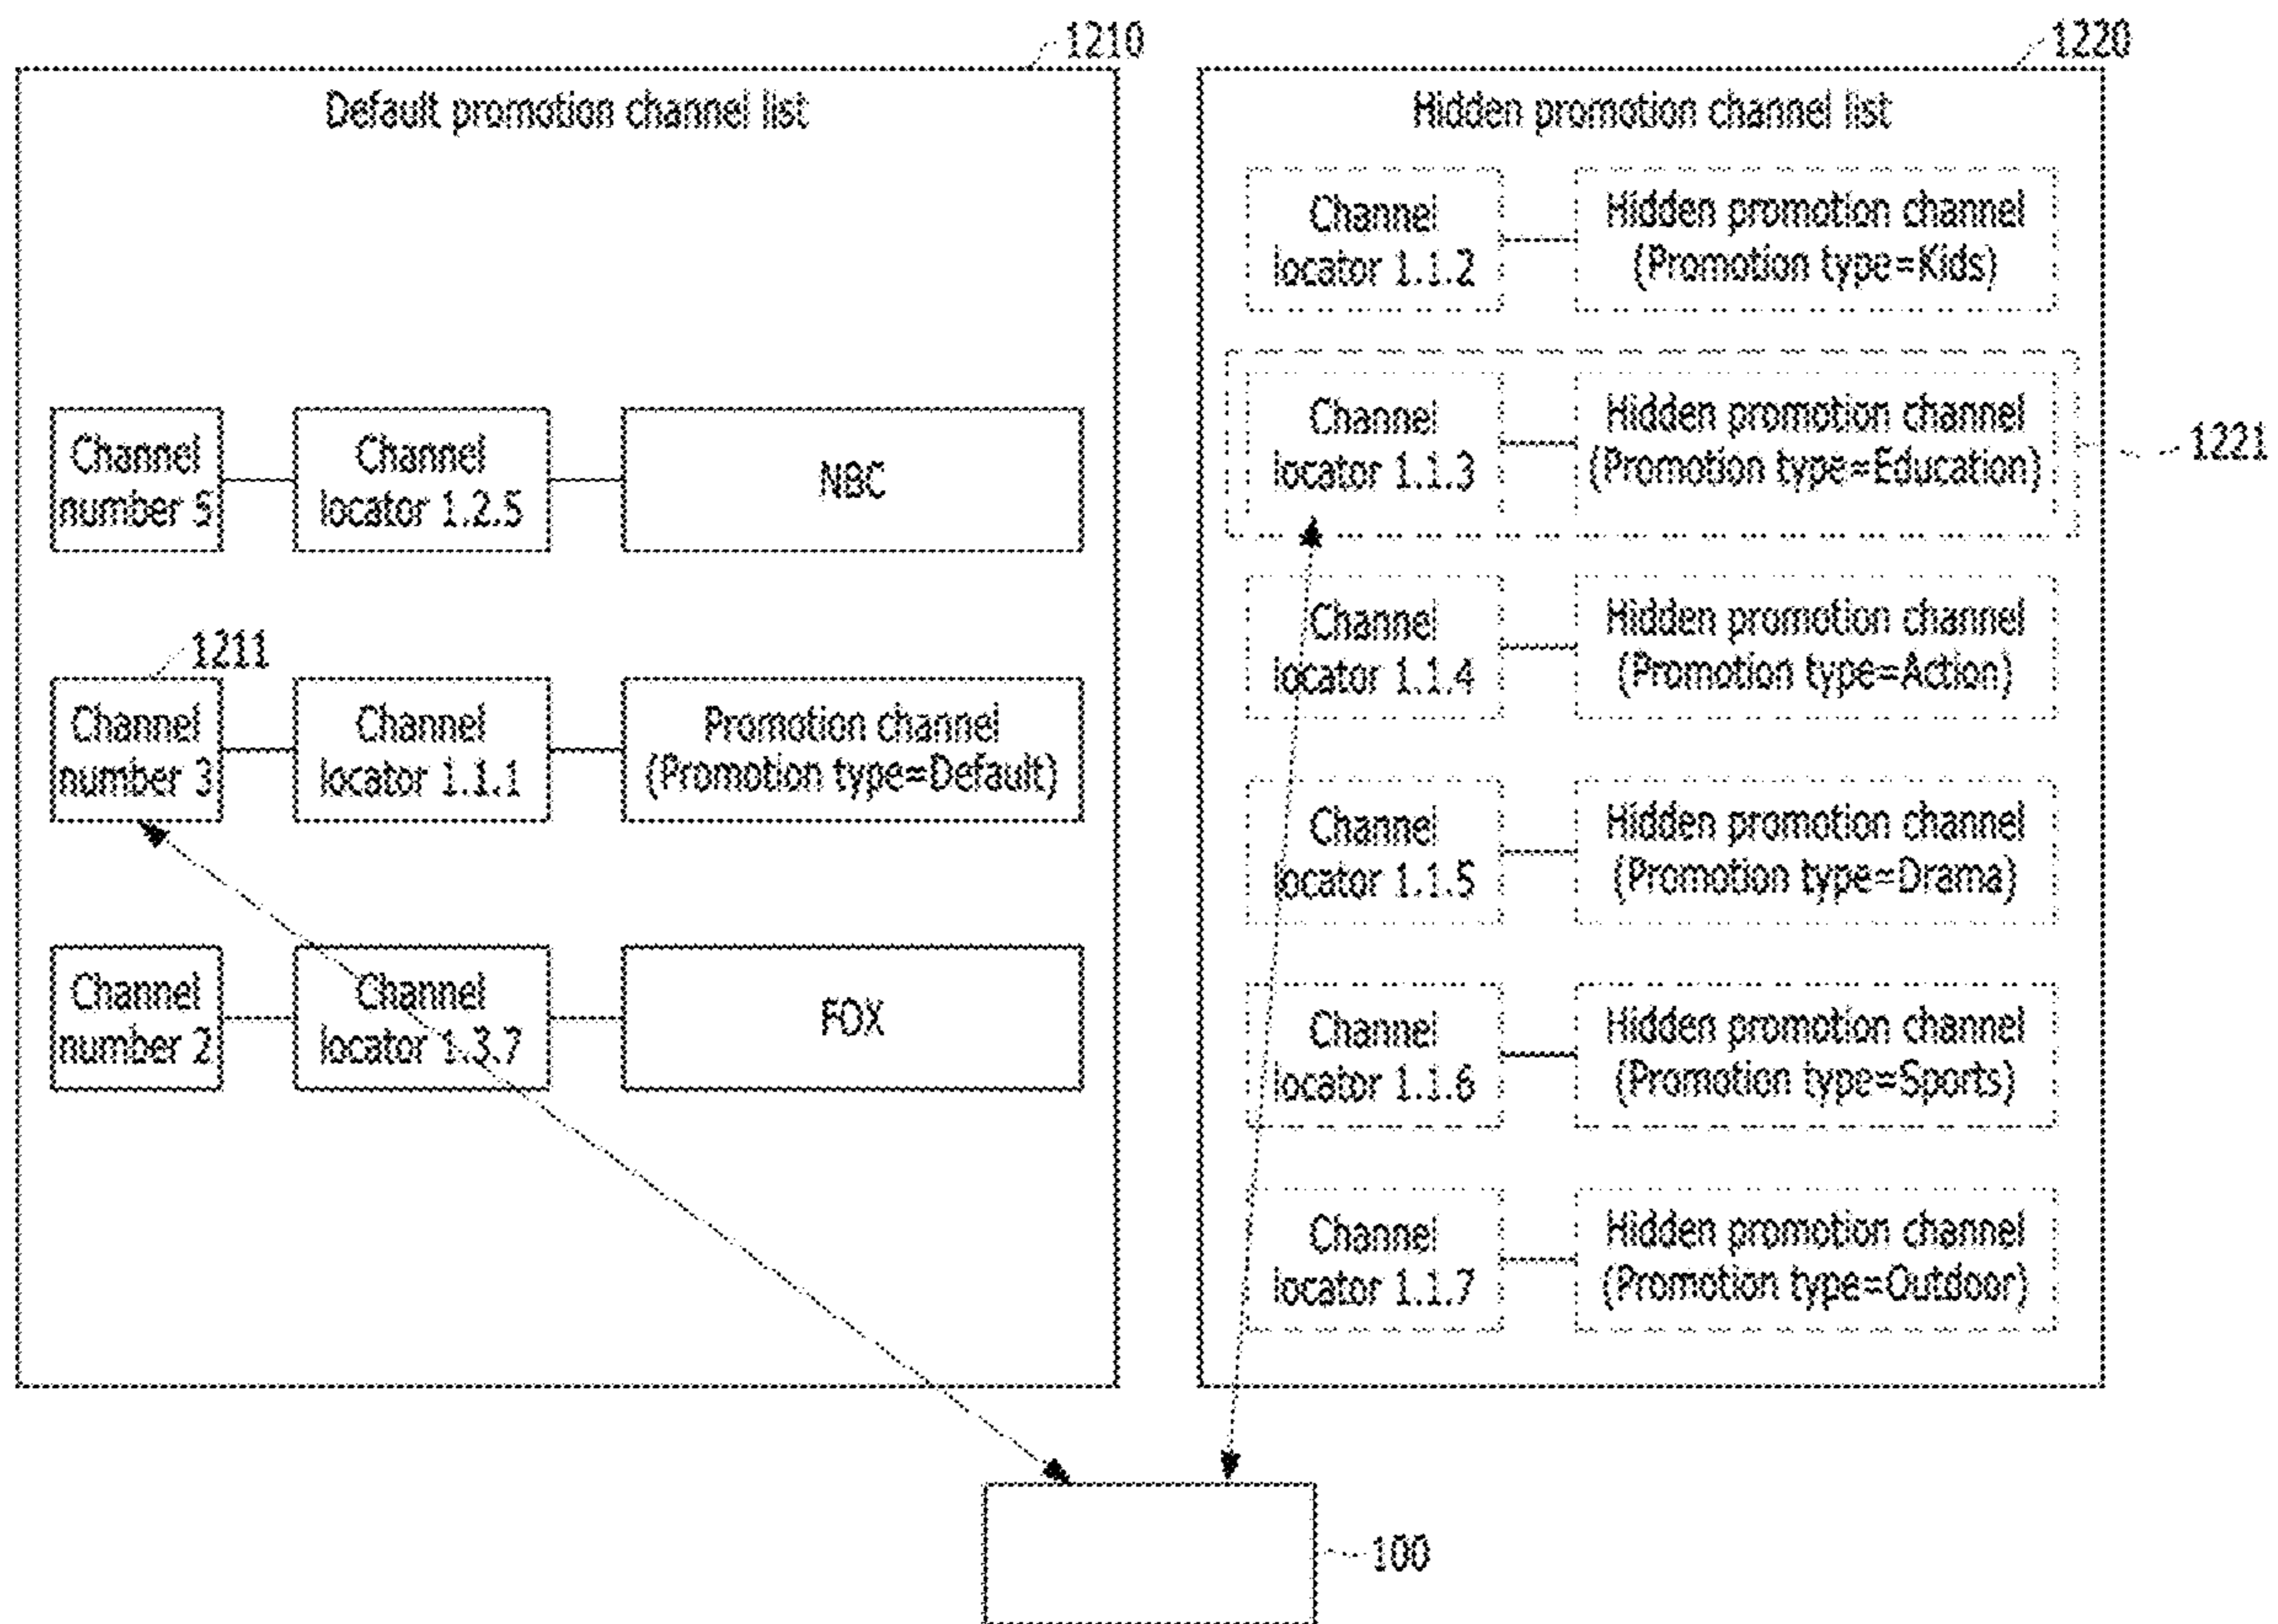 1210
Default promotion channel list
Channel
number 5
Channel
locator 1.2.5
NBC
1211
Channel
number 3
Channel
locator 1.1.1
Promotion channel
(Promotion type=Default)
Channel
number 2
Channel
locator 1.3.7
FOX
1220
Hidden promotion channel list
Channel
locator 1.1.2
Hidden promotion channel
(Promotion type=Kids)
Channel
locator 1.1.3
Hidden promotion channel
(Promotion type=Education)
1221
Channel
locator 1.1.4
Hidden promotion channel
(Promotion type=Action)
Channel
locator 1.1.5
Hidden promotion channel
(Promotion type=Drama)
Channel
locator 1.1.6
Hidden promotion channel
(Promotion type=Sports)
Channel
locator 1.1.7
Hidden promotion channel
(Promotion type=Outdoor)
100